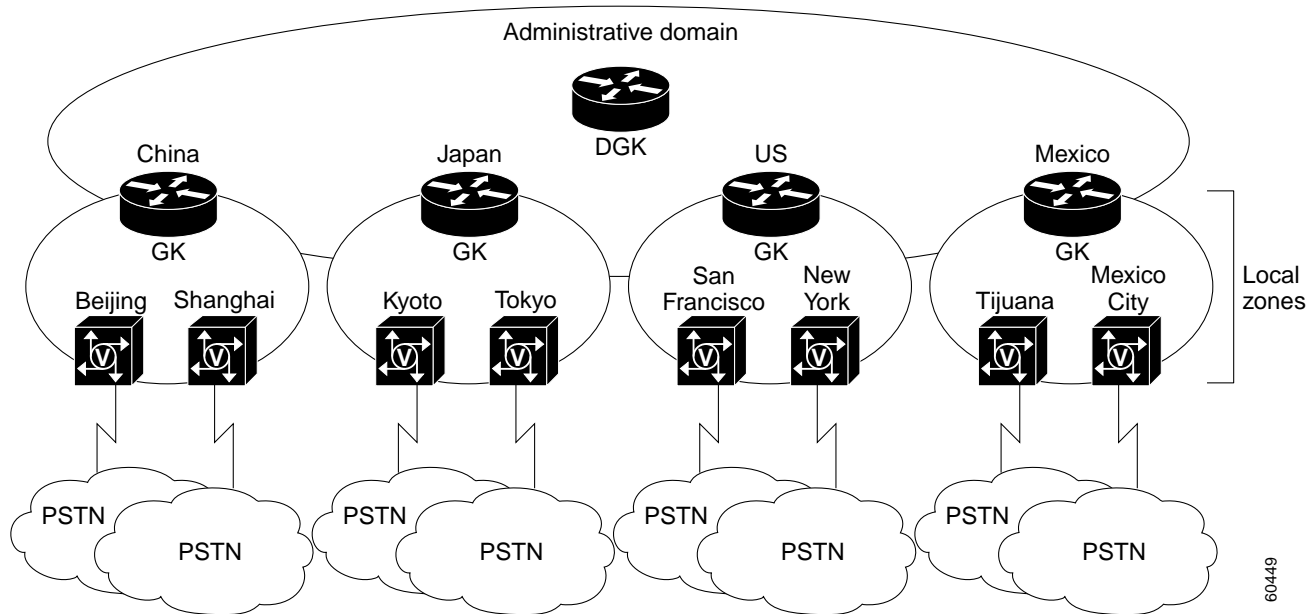 Administrative domain
DGK
China
Japan
US
Mexico
GK
GK
GK
GK
Local
zones
Beijing
Shanghai
Kyoto
Tokyo
San
Francisco
New
York
Tijuana
Mexico
City
V
V
V
V
V
V
V
V
PSTN
PSTN
PSTN
PSTN
PSTN
PSTN
PSTN
PSTN
60449